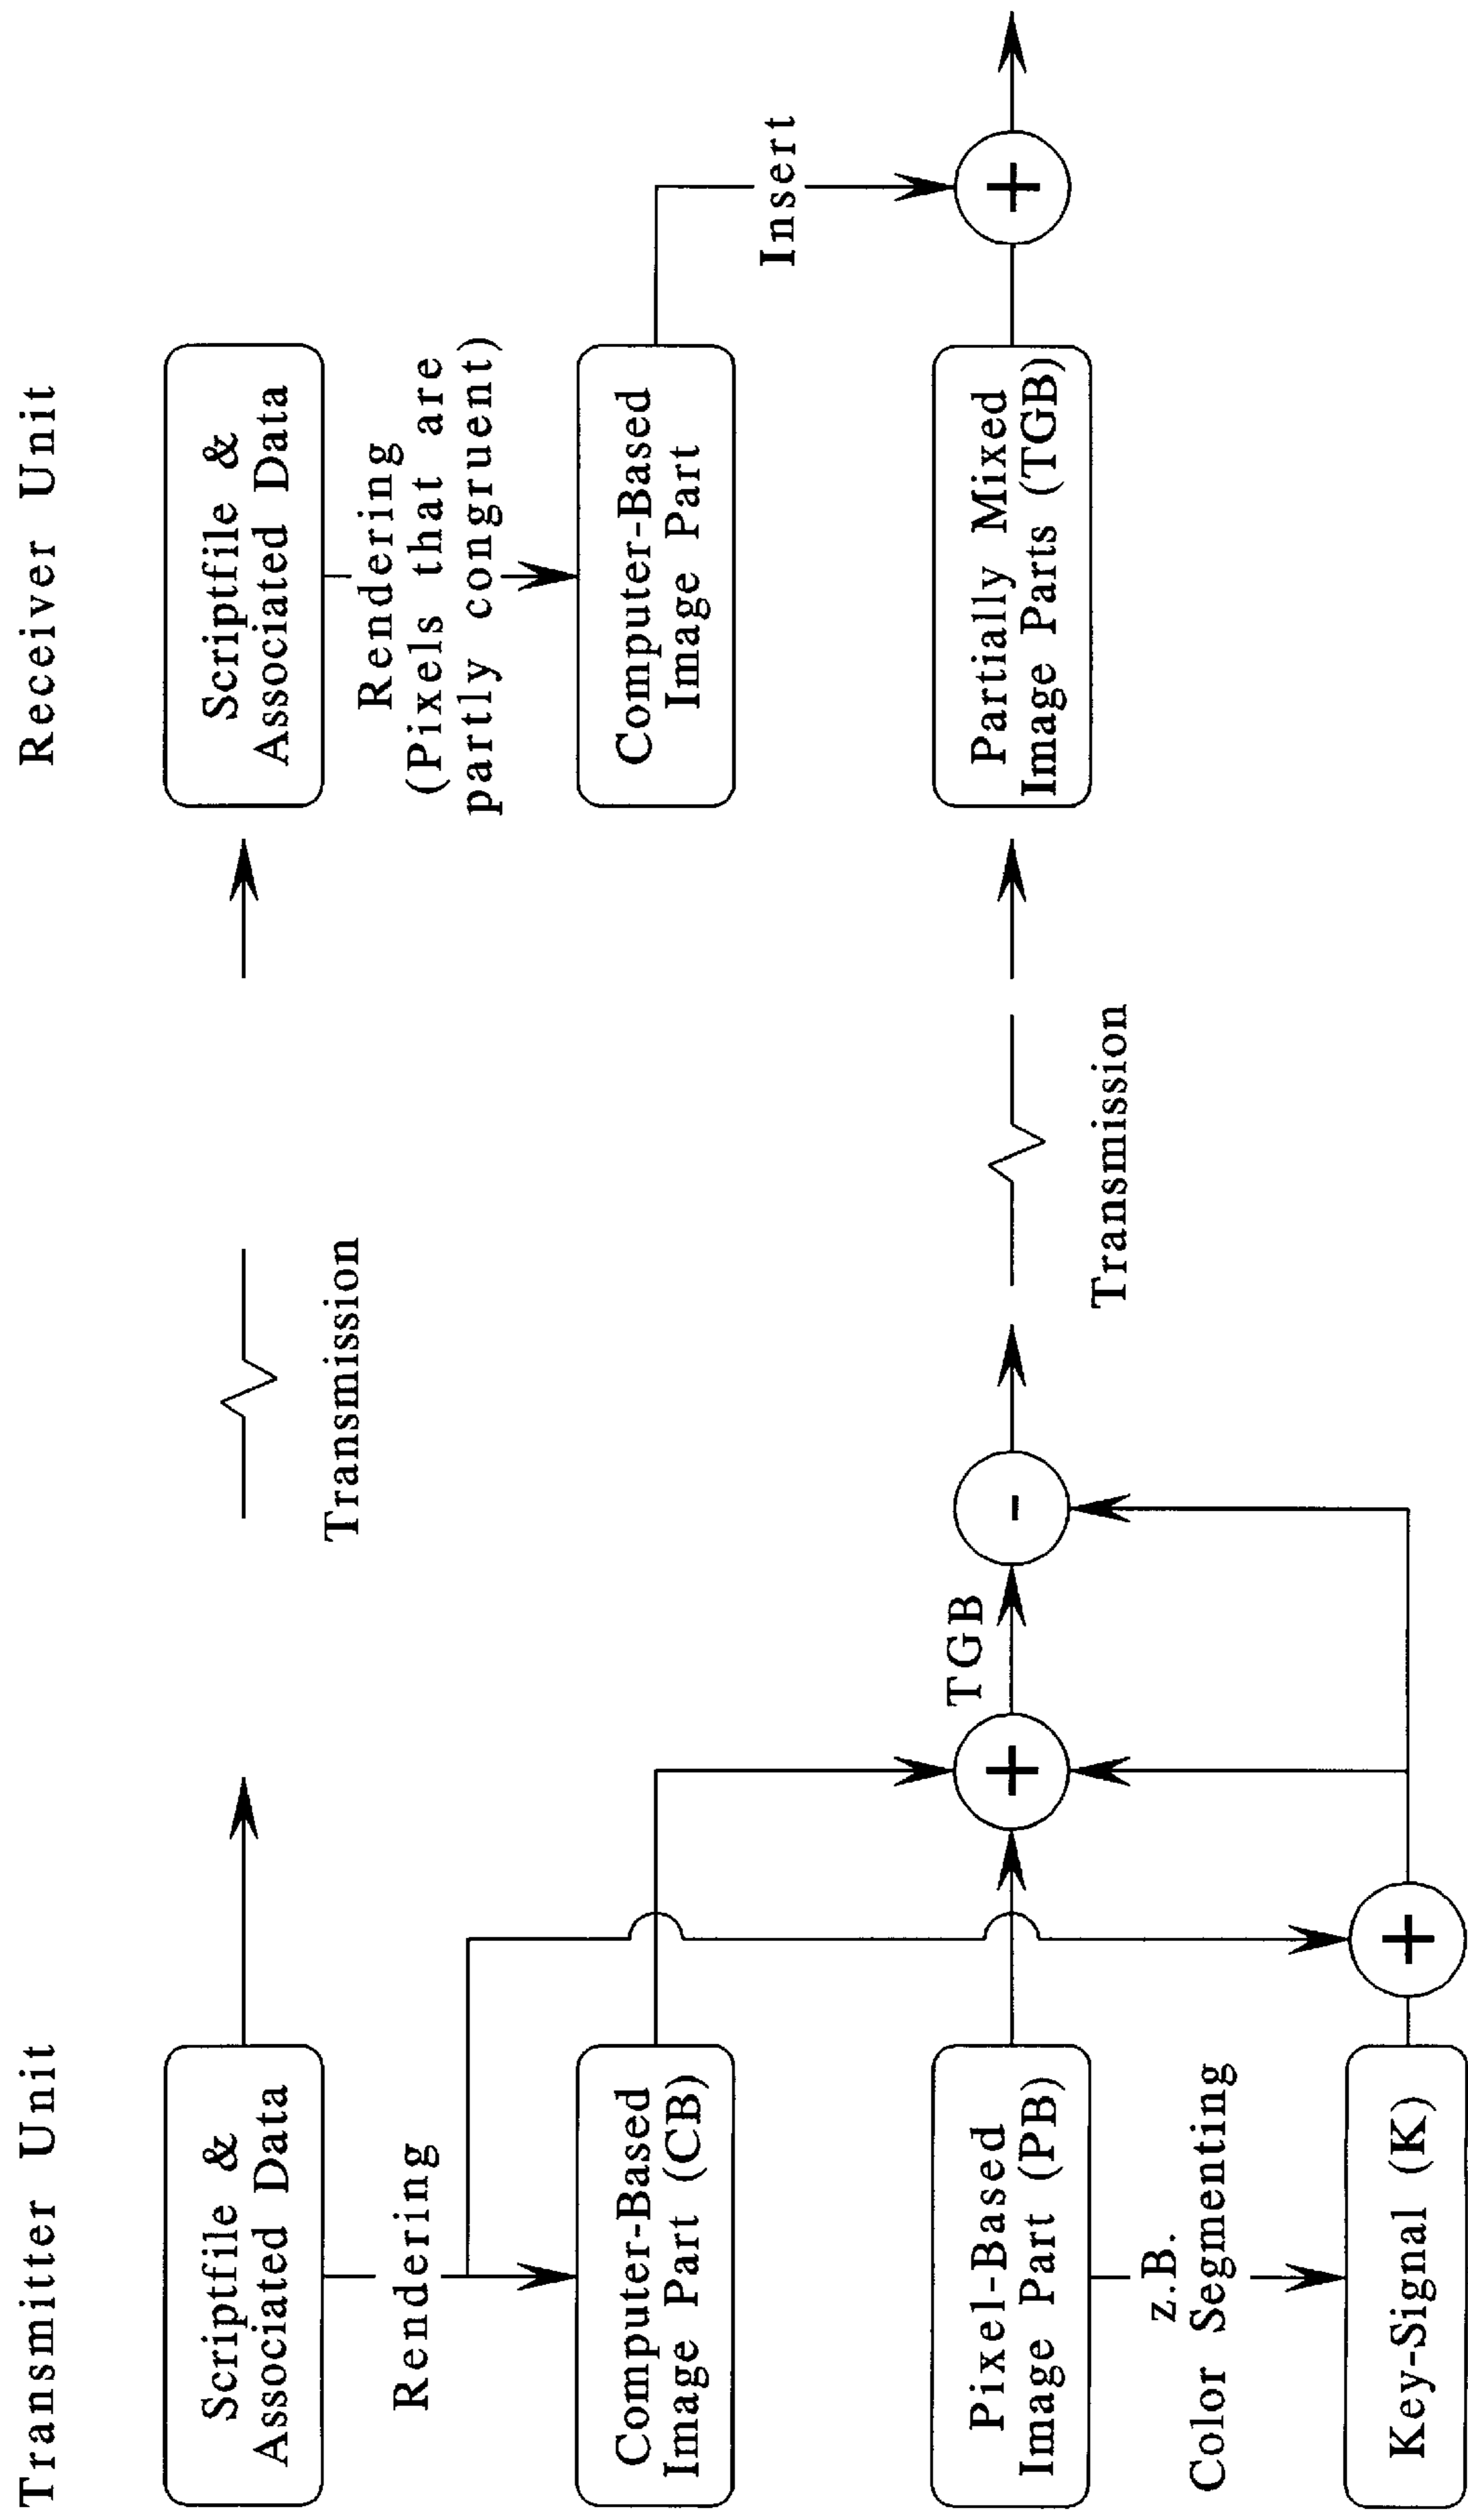 Transmitter Unit
Receiver Unit
Scriptfile &
Associated Data
Transmission
Scriptfile &
Associated Data
Rendering
Rendering
(Pixels that are
partly congruent)
Computer-Based
Image Part (CB)
Computer-Based
Image Part
Insert
Pixel-Based
Image Part (PB)
+
TGB
-
Transmission
Partially Mixed
Image Parts (TGB)
+
z.B.
Color Segmenting
Key-Signal (K)
+